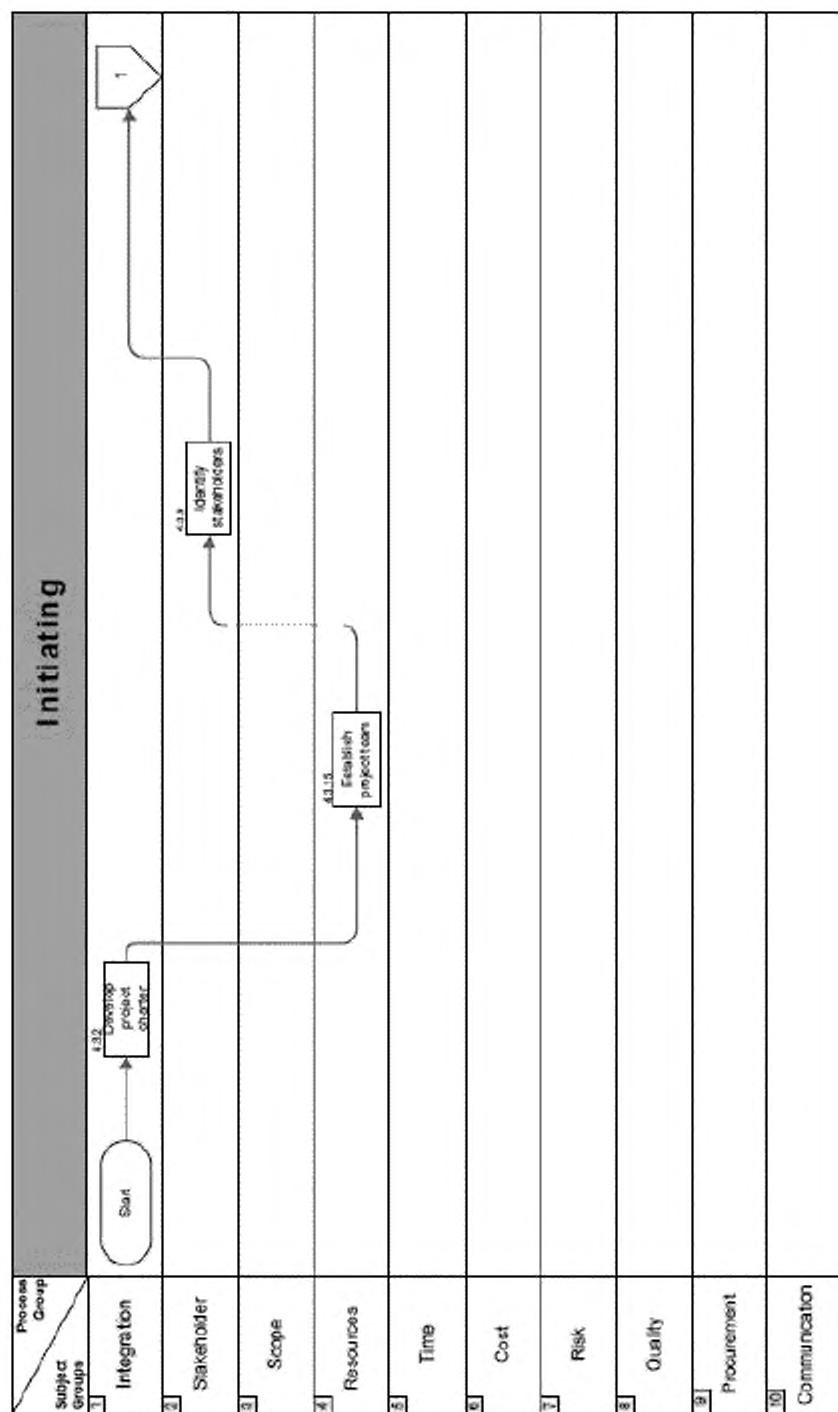 Process
Group
Subject
Groups
Initiating
1
Integration
2
Stakeholder
3
Scope
4
Resources
5
Time
6
Cost
7
Risk
8
Quality
9
Procurement
10
Communication
Start
4.3.2
Develop
project
charter
4.3.15
Establish
project team
4.3.9
Identify
stakeholders
1